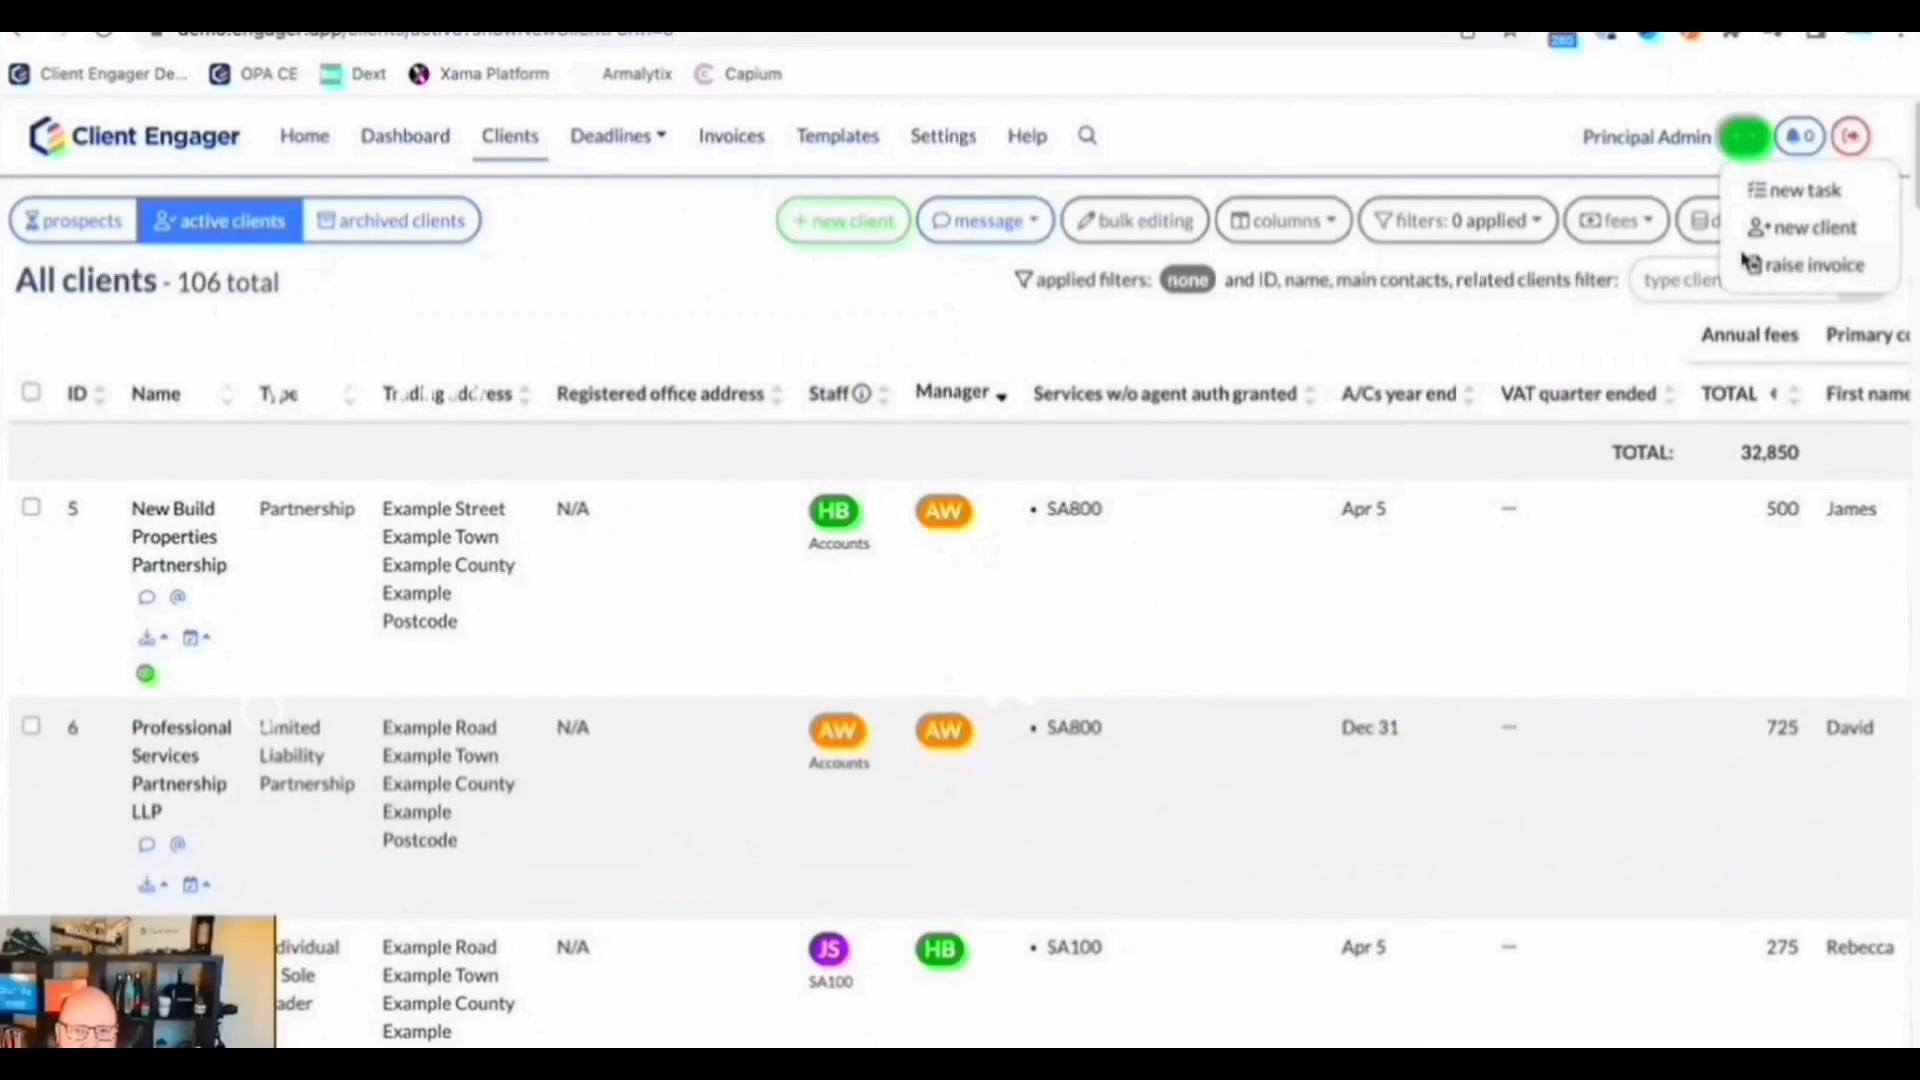 Client Engager De... OPA CE Dext Xama Platform Armalytix Capium
Client Engager Home Dashboard Clients Deadlines Invoices Templates Settings Help Principal Admin 0
new task
prospects active clients archived clients + new client message bulk editing columns filters: 0 applied fees new client
All clients - 106 total applied filters: none and ID, name, main contacts, related clients filter: type clien raise invoice
Annual fees Primary co
ID Name Type Trading address Registered office address Staff Manager Services w/o agent auth granted A/Cs year end VAT quarter ended TOTAL First name
TOTAL: 32,850
5 New Build Partnership Example Street N/A HB AW • SA800 Apr 5 — 500 James
Properties Example Town Accounts
Partnership Example County
Example
Postcode
6 Professional Limited Example Road N/A AW AW • SA800 Dec 31 — 725 David
Services Liability Example Town Accounts
Partnership Partnership Example County
LLP Example
Postcode
dividual Example Road N/A JS HB • SA100 Apr 5 — 275 Rebecca
Sole Example Town SA100
ader Example County
Example